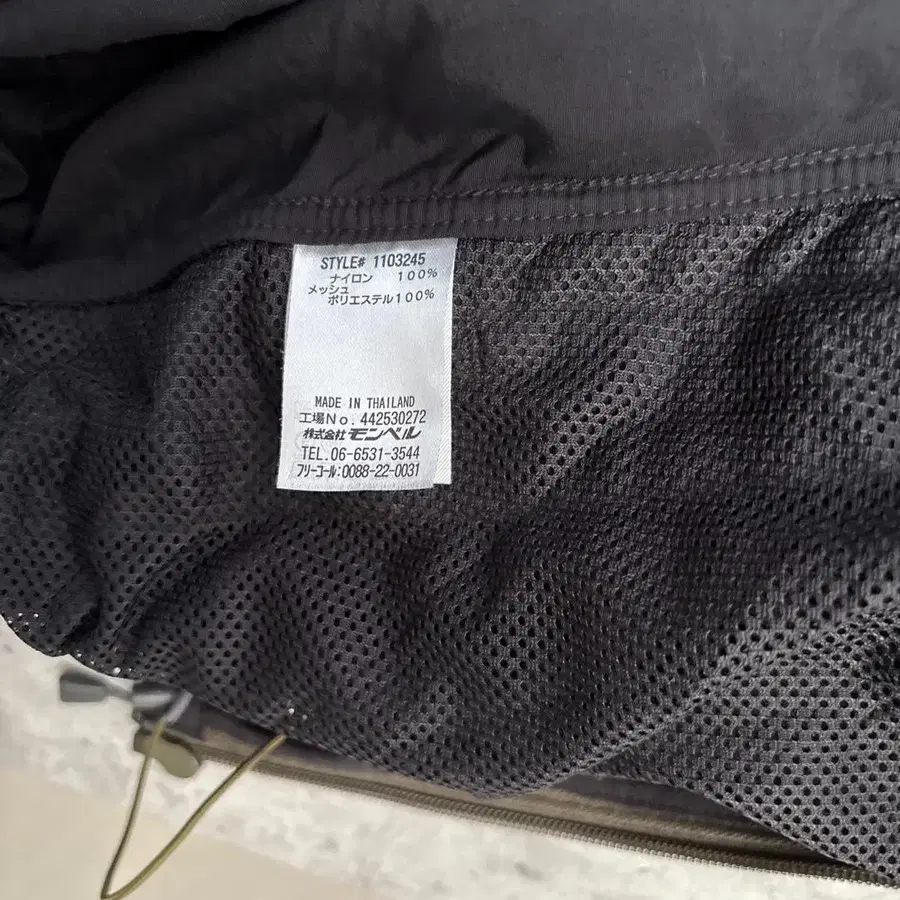 STYLE# 1103245
ナイロン 100%
メッシュ
ポリエステル100%
MADE IN THAILAND
工場No. 442530272
株式会社モンベル
TEL.06-6531-3544
フリーコール:0088-22-0031